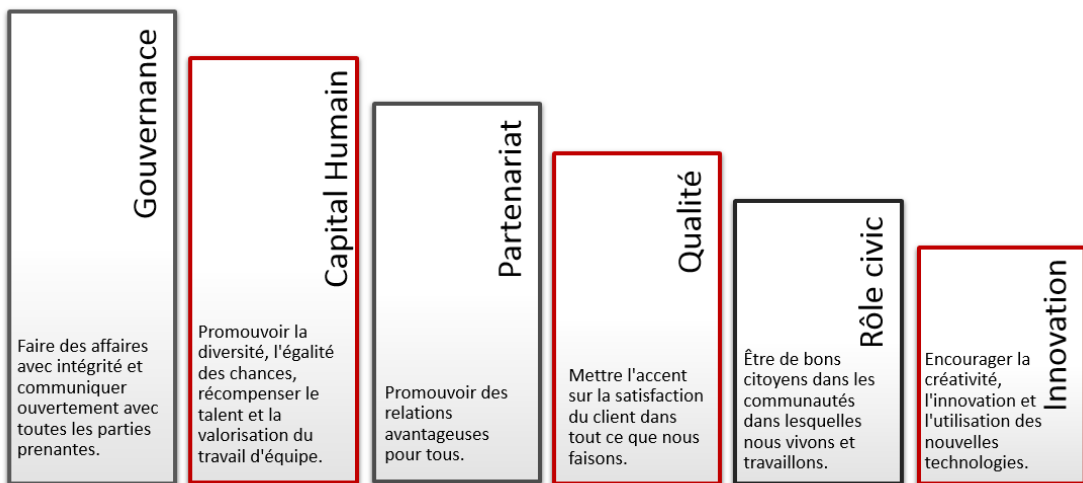 Gouvernance
Faire des affaires
avec intégrité et
communiquer
ouvertement avec
toutes les parties
prenantes.
Capital Humain
Promouvoir la
diversité, l'égalité
des chances,
récompenser le
talent et la
valorisation du
travail d'équipe.
Partenariat
Promouvoir des
relations
avantageuses
pour tous.
Qualité
Mettre l'accent
sur la satisfaction
du client dans
tout ce que nous
faisons.
Rôle civic
Être de bons
citoyens dans les
communautés
dans lesquelles
nous vivons et
travaillons.
Innovation
Encourager la
créativité,
l'innovation et
l'utilisation des
nouvelles
technologies.